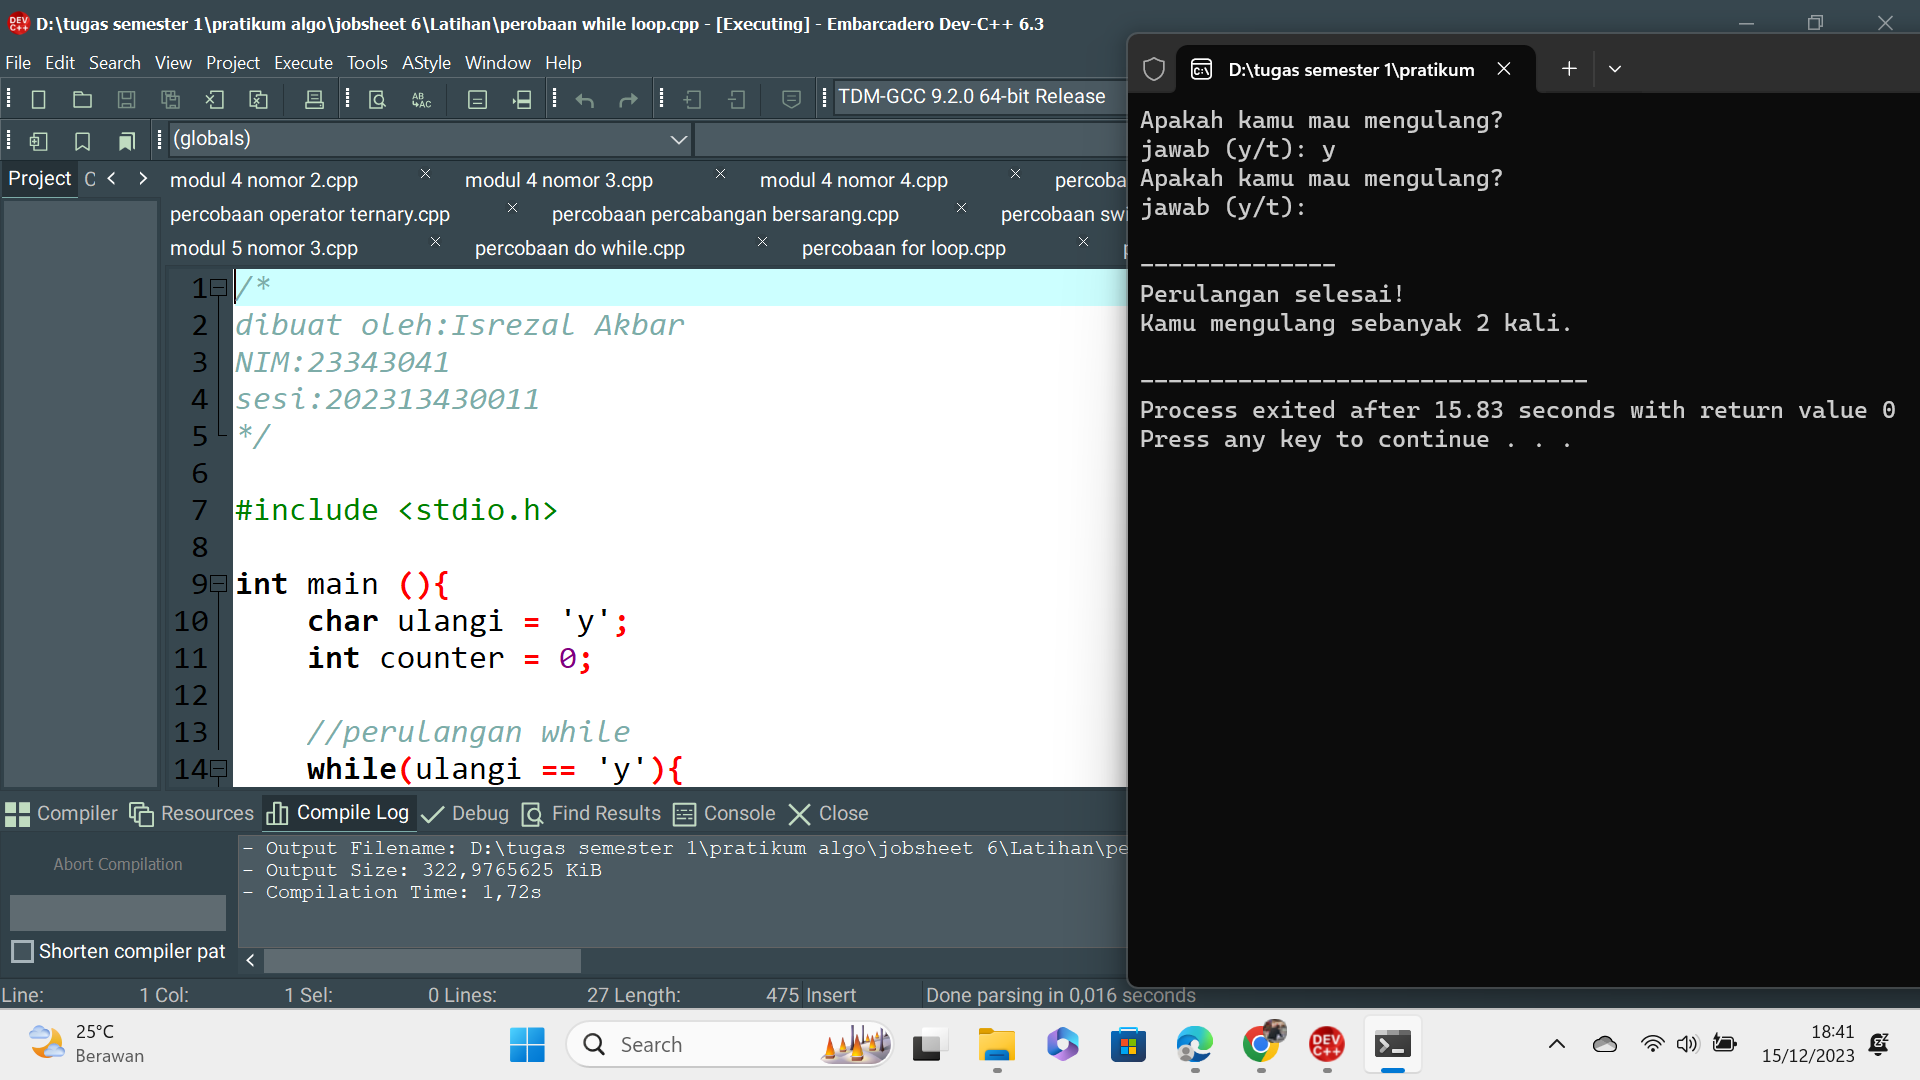 D:\tugas semester 1\pratikum algo\jobsheet 6\Latihan\perobaan while loop.cpp - [Executing] - Embarcadero Dev-C++ 6.3
File Edit Search View Project Execute Tools AStyle Window Help
TDM-GCC 9.2.0 64-bit Release
(globals)
Project
modul 4 nomor 2.cpp modul 4 nomor 3.cpp modul 4 nomor 4.cpp percoba
percobaan operator ternary.cpp percobaan percabangan bersarang.cpp percobaan swi
modul 5 nomor 3.cpp percobaan do while.cpp percobaan for loop.cpp
1 /*
2 dibuat oleh:Isrezal Akbar
3 NIM:23343041
4 sesi:202313430011
5 */
6
7 #include <stdio.h>
8
9 int main (){
10 char ulangi = 'y';
11 int counter = 0;
12
13 //perulangan while
14 while(ulangi == 'y'){
Compiler Resources Compile Log Debug Find Results Console Close
Abort Compilation
Shorten compiler pat
- Output Filename: D:\tugas semester 1\pratikum algo\jobsheet 6\Latihan\pe
- Output Size: 322,9765625 KiB
- Compilation Time: 1,72s
Line: 1 Col: 1 Sel: 0 Lines: 27 Length: 475 Insert Done parsing in 0,016 seconds
D:\tugas semester 1\pratikum
Apakah kamu mau mengulang?
jawab (y/t): y
Apakah kamu mau mengulang?
jawab (y/t):
--------------
Perulangan selesai!
Kamu mengulang sebanyak 2 kali.
--------------------------------
Process exited after 15.83 seconds with return value 0
Press any key to continue . . .
25°C
Berawan
Search
DEV C++
18:41
15/12/2023